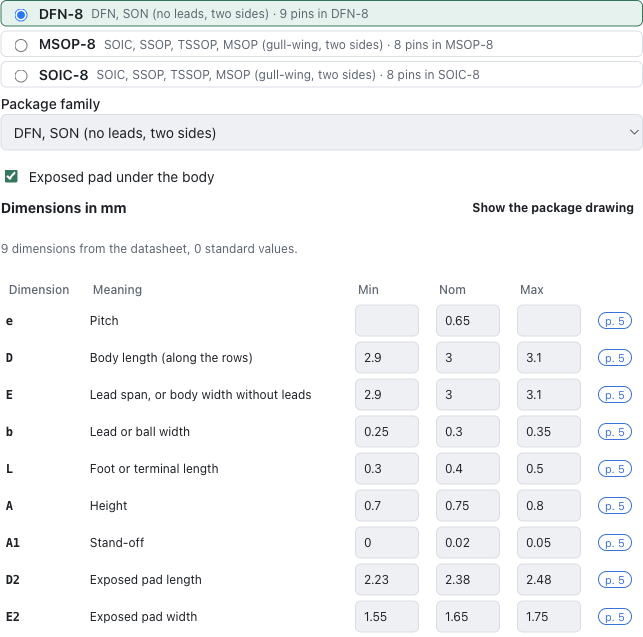 DFN-8 DFN, SON (no leads, two sides) · 9 pins in DFN-8
MSOP-8 SOIC, SSOP, TSSOP, MSOP (gull-wing, two sides) · 8 pins in MSOP-8
SOIC-8 SOIC, SSOP, TSSOP, MSOP (gull-wing, two sides) · 8 pins in SOIC-8
Package family
DFN, SON (no leads, two sides)
Exposed pad under the body
Dimensions in mm Show the package drawing
9 dimensions from the datasheet, 0 standard values.
Dimension Meaning Min Nom Max
e Pitch 0.65 p. 5
D Body length (along the rows) 2.9 3 3.1 p. 5
E Lead span, or body width without leads 2.9 3 3.1 p. 5
b Lead or ball width 0.25 0.3 0.35 p. 5
L Foot or terminal length 0.3 0.4 0.5 p. 5
A Height 0.7 0.75 0.8 p. 5
A1 Stand-off 0 0.02 0.05 p. 5
D2 Exposed pad length 2.23 2.38 2.48 p. 5
E2 Exposed pad width 1.55 1.65 1.75 p. 5